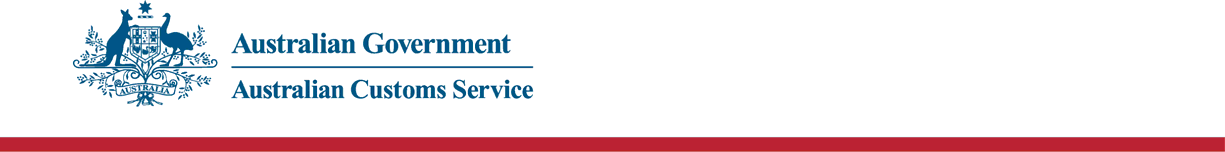 Australian Government
Australian Customs Service
AUSTRALIA